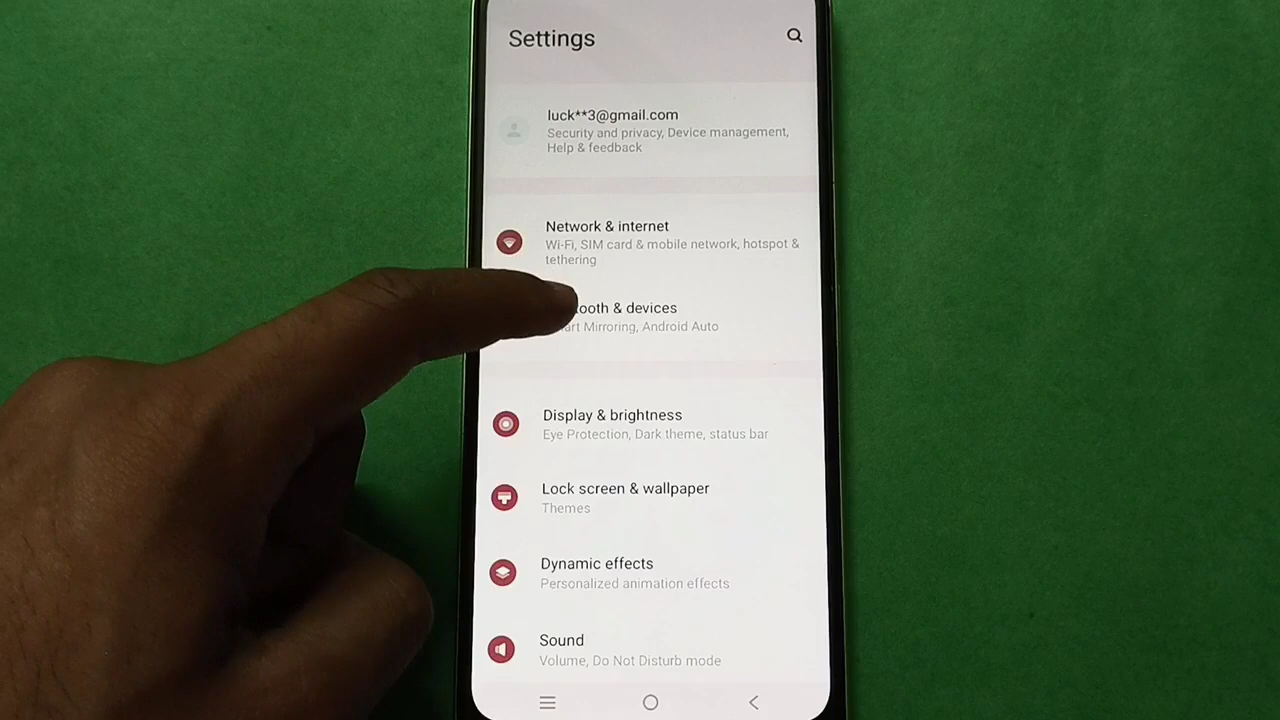 Settings
luck**3@gmail.com
Security and privacy, Device management,
Help & feedback
Network & internet
Wi-Fi, SIM card & mobile network, hotspot &
tethering
& devices
Mirroring, Android Auto
Display & brightness
Eye Protection, Dark theme, status bar
Lock screen & wallpaper
Themes
Dynamic effects
Personalized animation effects
Sound
Volume, Do Not Disturb mode